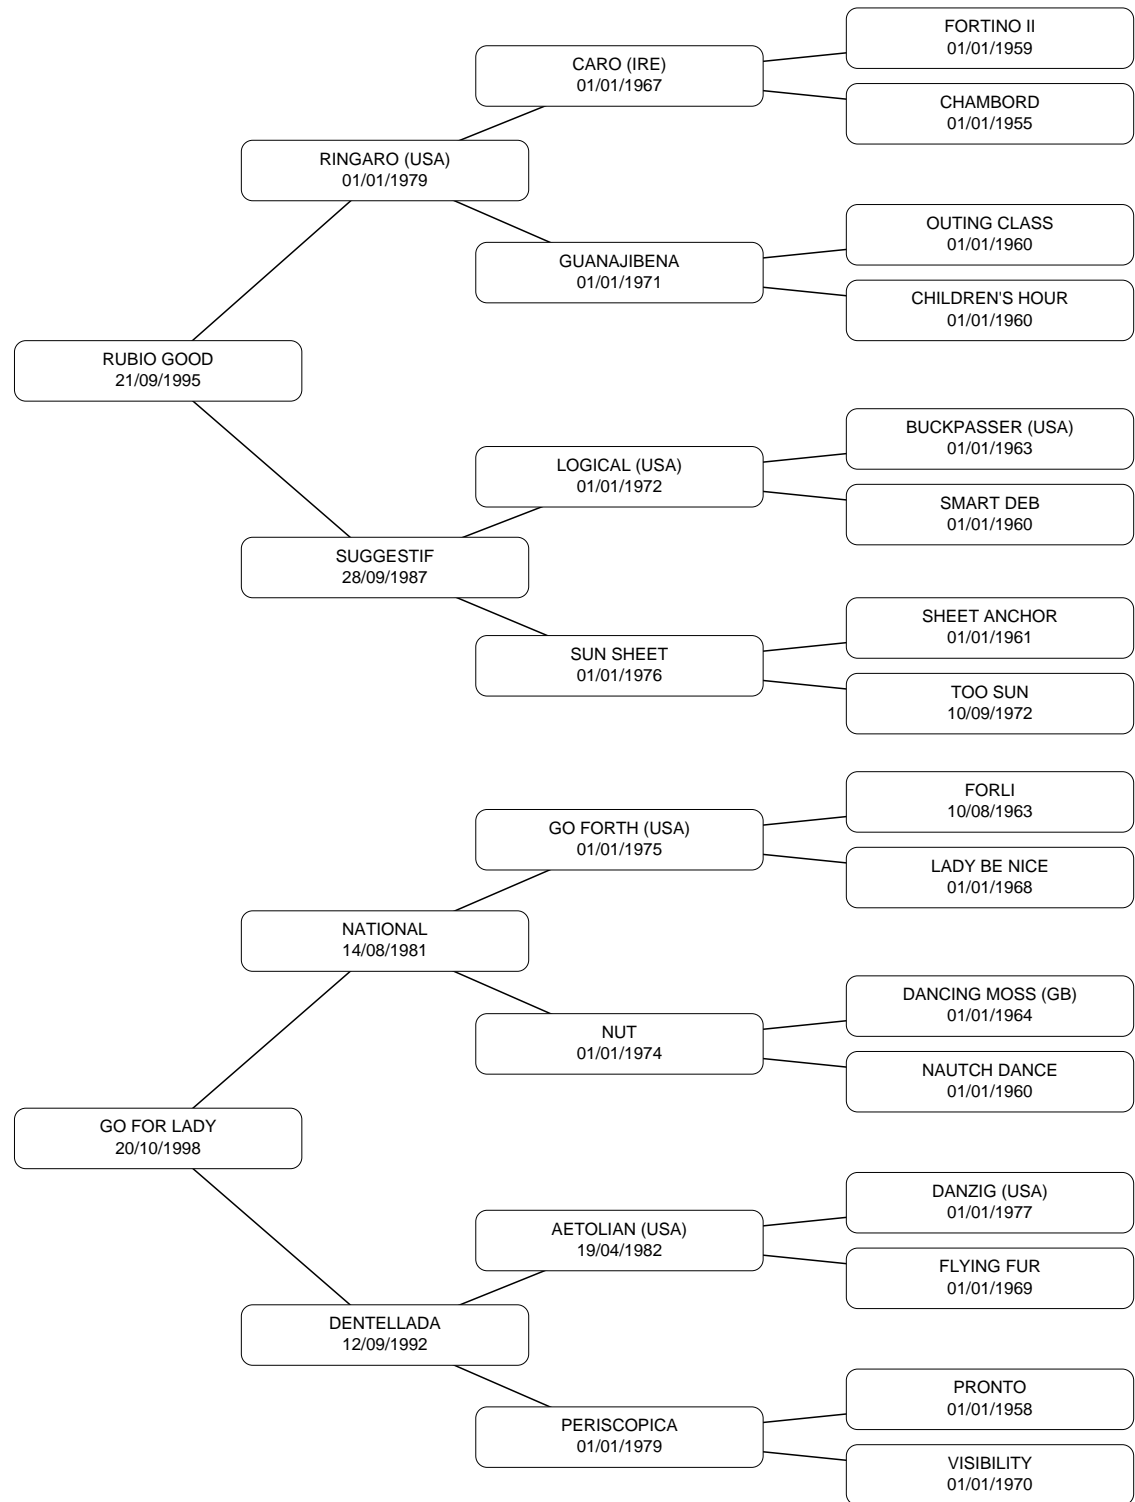 FORTINO II
01/01/1959
CARO (IRE)
01/01/1967
CHAMBORD
01/01/1955
RINGARO (USA)
01/01/1979
OUTING CLASS
01/01/1960
GUANAJIBENA
01/01/1971
CHILDREN'S HOUR
01/01/1960
RUBIO GOOD
21/09/1995
BUCKPASSER (USA)
01/01/1963
LOGICAL (USA)
01/01/1972
SMART DEB
01/01/1960
SUGGESTIF
28/09/1987
SHEET ANCHOR
01/01/1961
SUN SHEET
01/01/1976
TOO SUN
10/09/1972
FORLI
10/08/1963
GO FORTH (USA)
01/01/1975
LADY BE NICE
01/01/1968
NATIONAL
14/08/1981
DANCING MOSS (GB)
01/01/1964
NUT
01/01/1974
NAUTCH DANCE
01/01/1960
GO FOR LADY
20/10/1998
DANZIG (USA)
01/01/1977
AETOLIAN (USA)
19/04/1982
FLYING FUR
01/01/1969
DENTELLADA
12/09/1992
PRONTO
01/01/1958
PERISCOPICA
01/01/1979
VISIBILITY
01/01/1970